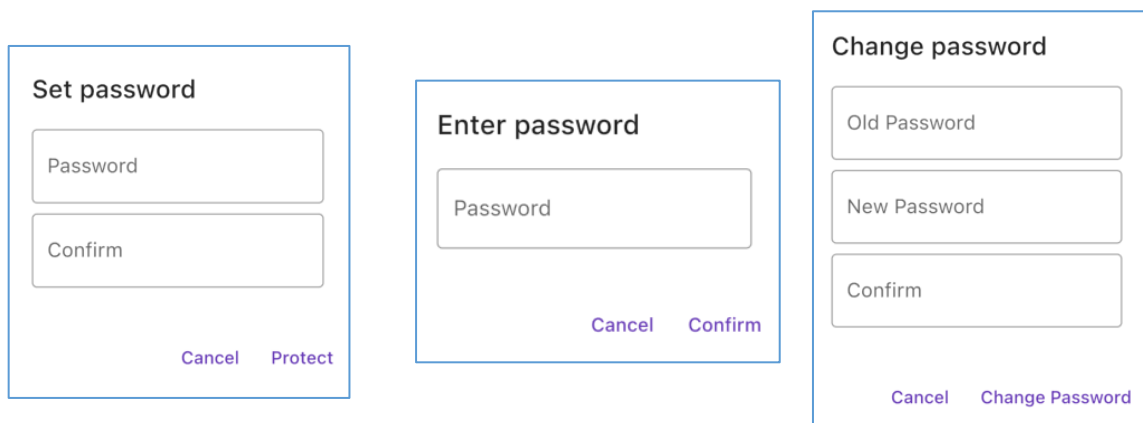 Set password
Password
Confirm
Cancel Protect
Enter password
Password
Cancel Confirm
Change password
Old Password
New Password
Confirm
Cancel Change Password